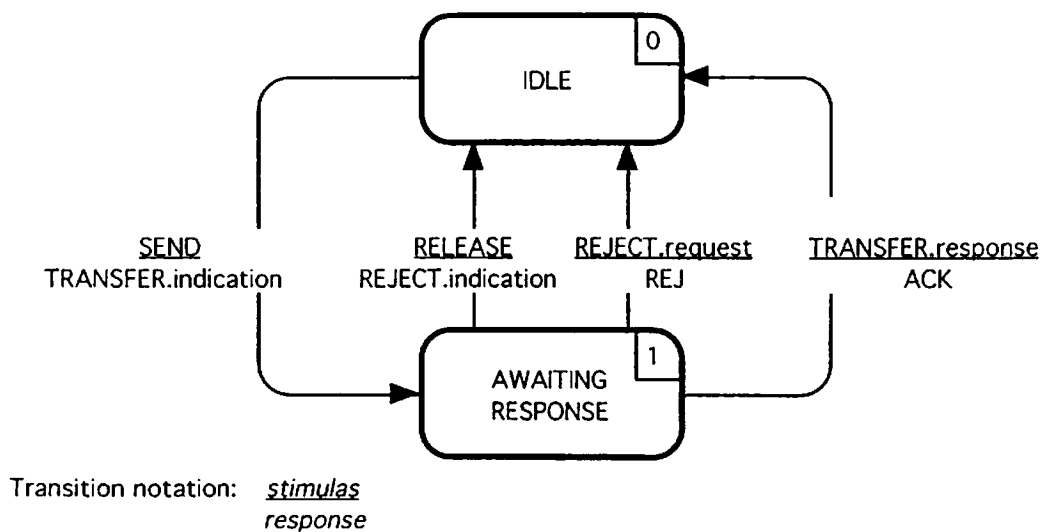 0
IDLE
SEND
TRANSFER.indication
RELEASE
REJECT.indication
REJECT.request
REJ
TRANSFER.response
ACK
1
AWAITING
RESPONSE
Transition notation: stimulas
response